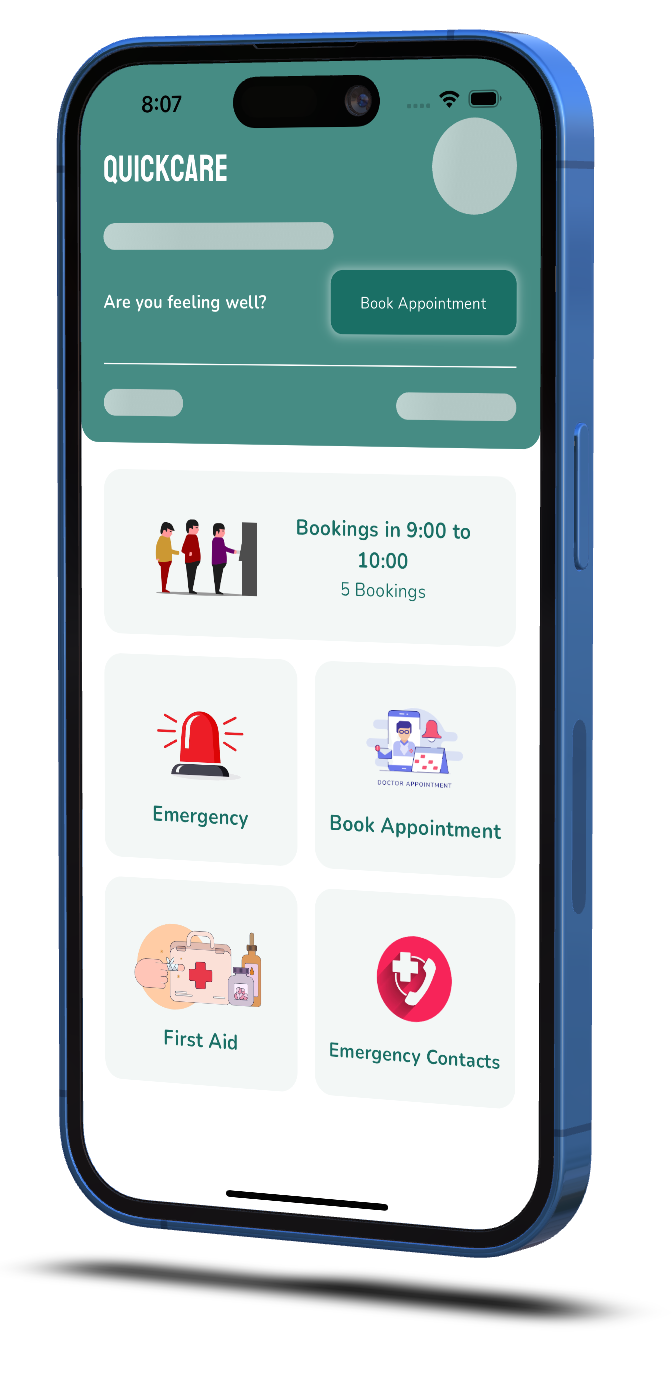 8:07
QUICKCARE
Are you feeling well?
Book Appointment
Bookings in 9:00 to
10:00
5 Bookings
Emergency
DOCTOR APPOINTMENT
Book Appointment
First Aid
Emergency Contacts